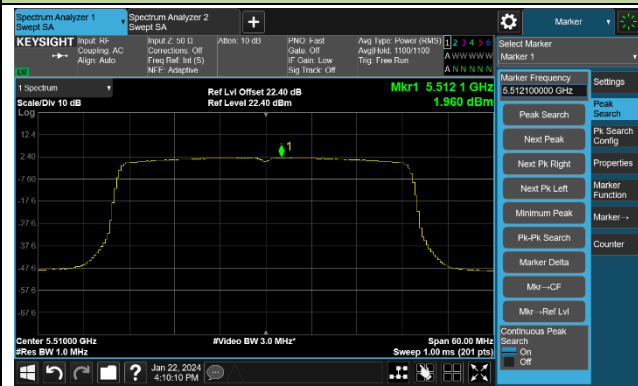 Spectrum Analyzer 1
Swept SA
Spectrum Analyzer 2
Swept SA
+
Marker
KEYSIGHT
Input: RF
Coupling: AC
Align: Auto
Input Z: 50 Ω
Corrections: Off
Freq Ref: Int (S)
NFE: Adaptive
Atten: 10 dB
PNO: Fast
Gate: Off
IF Gain: Low
Sig Track: Off
Avg Type: Power (RMS)
Avg|Hold: 1100/1100
Trig: Free Run
1 2 3 4 5 6
A W W W W W
A N N N N N
LXI
Select Marker
Marker 1
1 Spectrum
Scale/Div 10 dB
Log
Ref Lvl Offset 22.40 dB
Ref Level 22.40 dBm
Mkr1 5.512 1 GHz
1.960 dBm
12.4
2.40
-7.60
-17.6
-27.6
-37.6
-47.6
-57.6
-67.6
1
Center 5.51000 GHz
#Res BW 1.0 MHz
#Video BW 3.0 MHz*
Span 60.00 MHz
Sweep 1.00 ms (201 pts)
Marker Frequency
5.512100000 GHz
Peak Search
Next Peak
Next Pk Right
Next Pk Left
Minimum Peak
Pk-Pk Search
Marker Delta
Mkr→CF
Mkr→Ref Lvl
Continuous Peak
Search
On
Off
Settings
Peak
Search
Pk Search
Config
Properties
Marker
Function
Marker→
Counter
?
Jan 22, 2024
4:10:10 PM